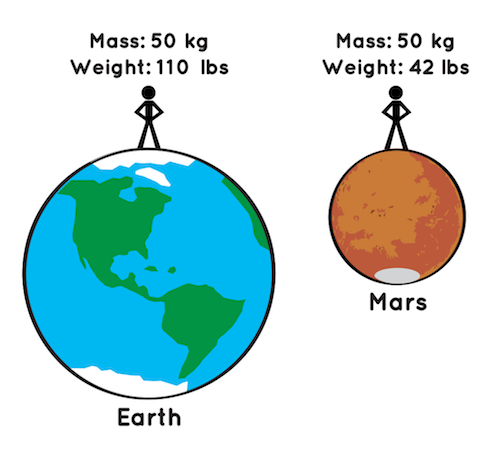 Mass: 50 kg
Weight: 110 lbs
Mass: 50 kg
Weight: 42 lbs
Earth
Mars